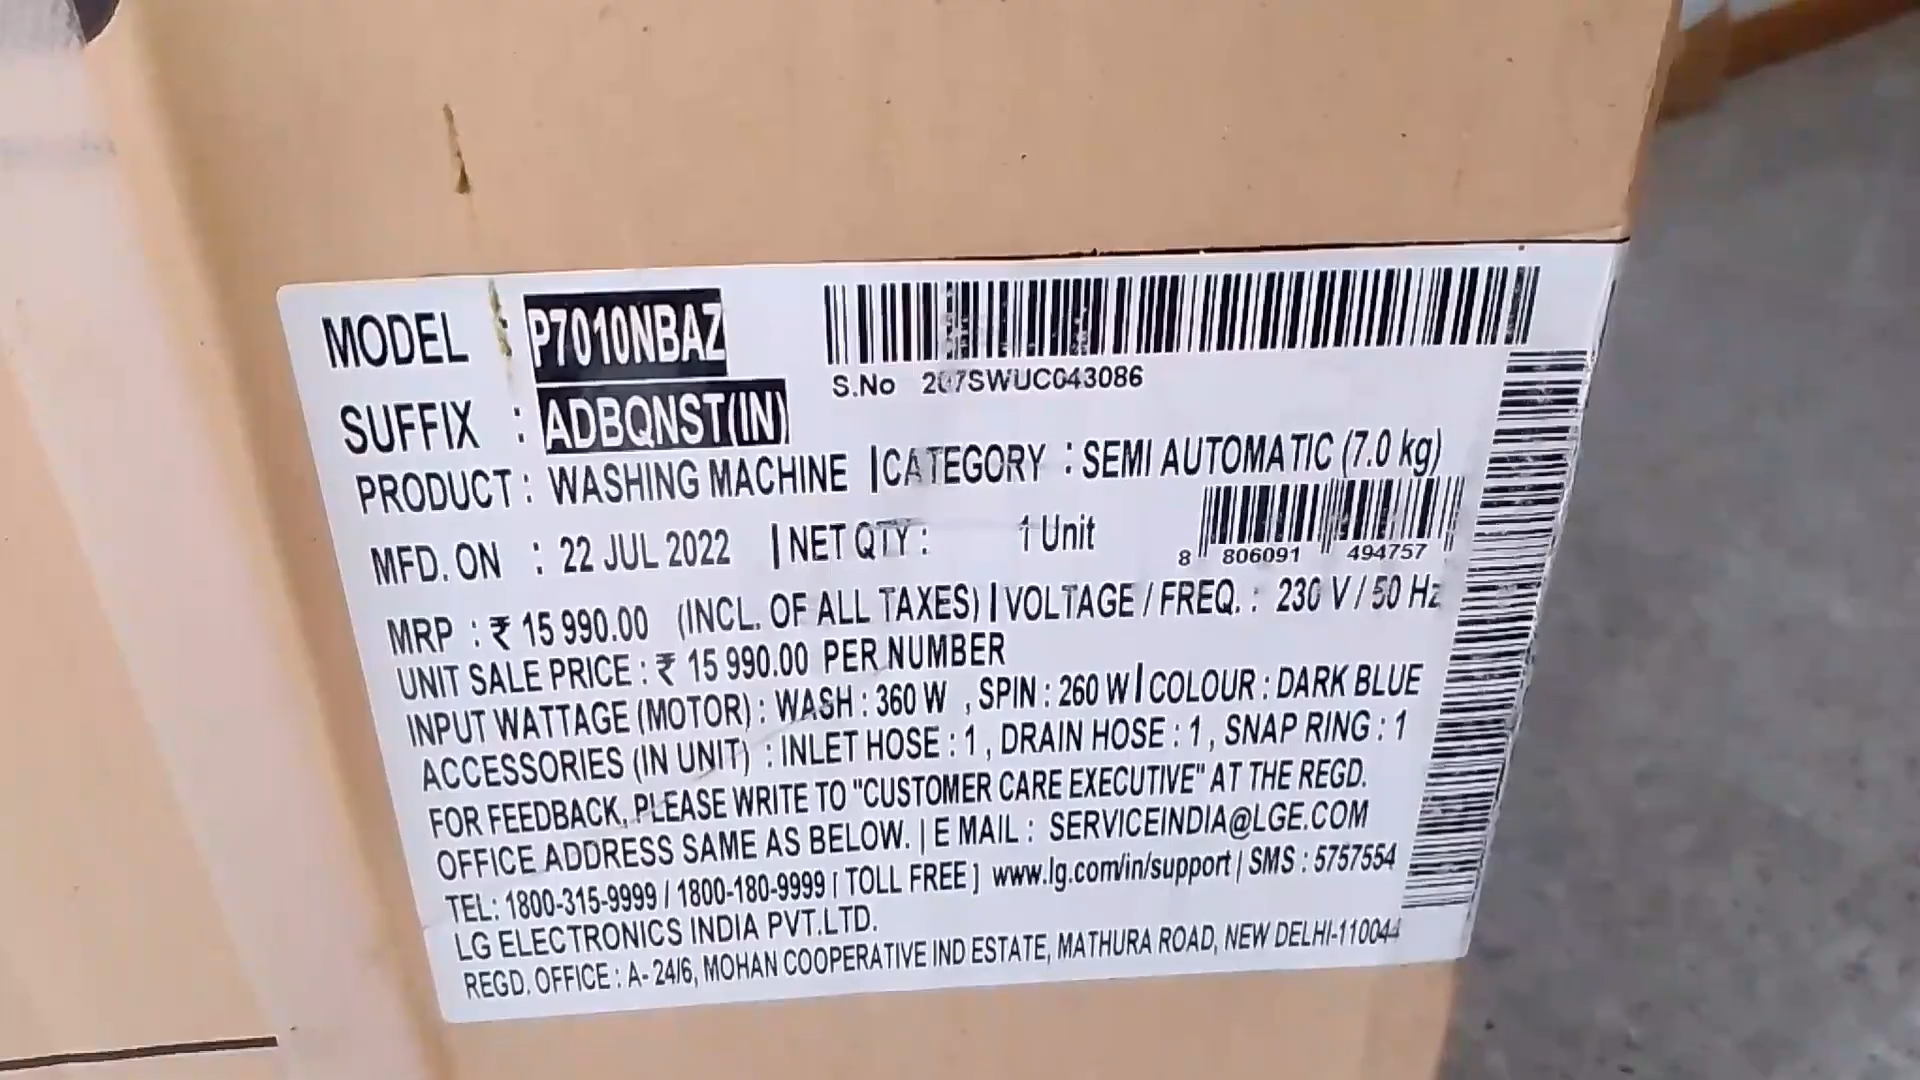 MODEL : P7010NBAZ
SUFFIX : ADBQNST(IN)
S.No 207SWUC043086
PRODUCT : WASHING MACHINE | CATEGORY : SEMI AUTOMATIC (7.0 kg)
MFD. ON : 22 JUL 2022 | NET QTY : 1 Unit
8 806091 494757
MRP : ₹ 15 990.00 (INCL. OF ALL TAXES) | VOLTAGE / FREQ. : 230 V / 50 Hz
UNIT SALE PRICE : ₹ 15 990.00 PER NUMBER
INPUT WATTAGE (MOTOR) : WASH : 360 W , SPIN : 260 W | COLOUR : DARK BLUE
ACCESSORIES (IN UNIT) : INLET HOSE : 1 , DRAIN HOSE : 1 , SNAP RING : 1
FOR FEEDBACK, PLEASE WRITE TO "CUSTOMER CARE EXECUTIVE" AT THE REGD.
OFFICE ADDRESS SAME AS BELOW. | E MAIL : SERVICEINDIA@LGE.COM
TEL: 1800-315-9999 / 1800-180-9999 [ TOLL FREE ] www.lg.com/in/support | SMS : 5757554
LG ELECTRONICS INDIA PVT.LTD.
REGD. OFFICE : A- 24/6, MOHAN COOPERATIVE IND ESTATE, MATHURA ROAD, NEW DELHI-110044